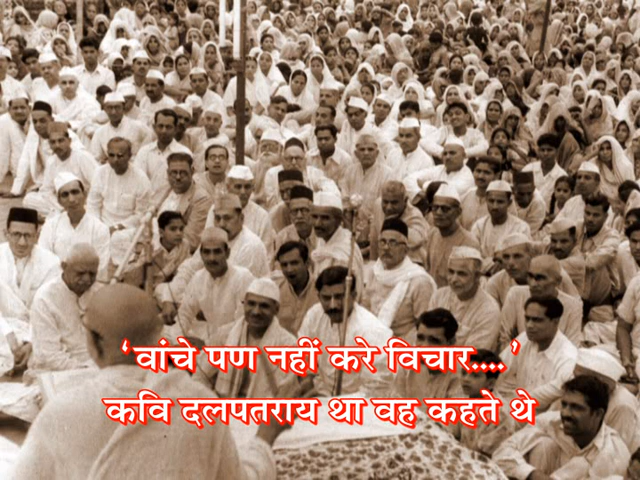 ‘वांचे पण नहीं करे विचार....’
कवि दलपतराय था वह कहते थे